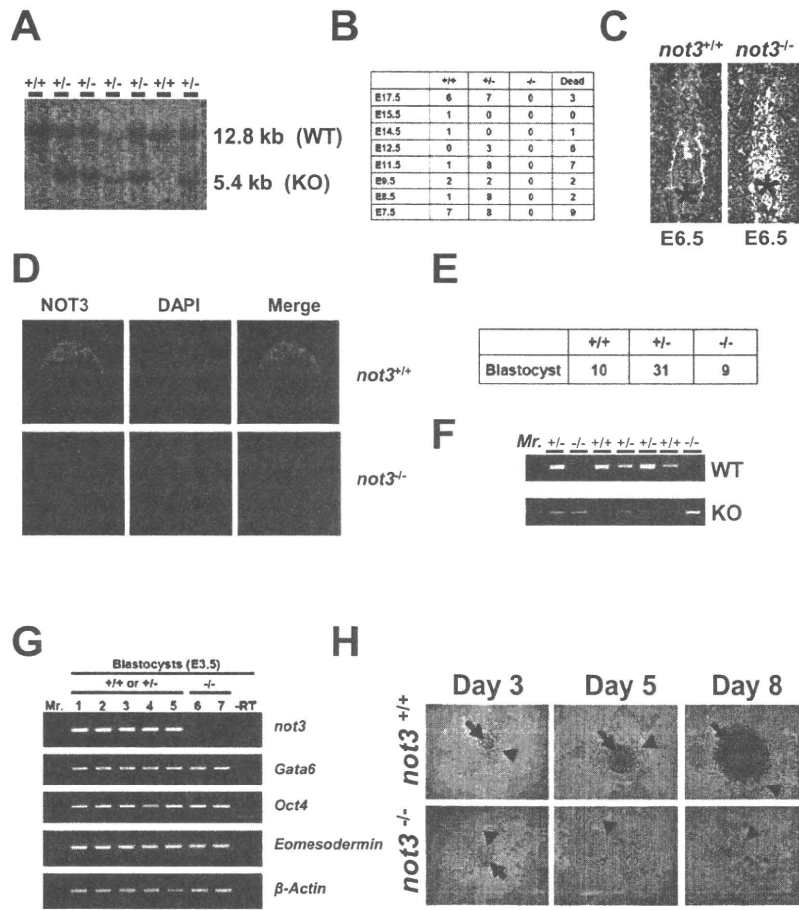 A
+/+ +/- +/- +/- +/- +/+ +/-
12.8 kb (WT)
5.4 kb (KO)
B
+/+ +/- -/- Dead
E17.5 6 7 0 3
E15.5 1 0 0 0
E14.5 1 0 0 1
E12.5 0 3 0 6
E11.5 1 8 0 7
E9.5 2 2 0 2
E8.5 1 8 0 2
E7.5 7 8 0 9
C
not3+/+ not3-/-
* *
E6.5 E6.5
D
NOT3 DAPI Merge
not3+/+
not3-/-
E
+/+ +/- -/-
Blastocyst 10 31 9
F
Mr. +/- -/- +/+ +/- +/- +/+ -/-
WT
KO
G
Blastocysts (E3.5)
+/+ or +/- -/-
Mr. 1 2 3 4 5 6 7 -RT
not3
Gata6
Oct4
Eomesodermin
β-Actin
H
Day 3 Day 5 Day 8
not3 +/+
not3 -/-